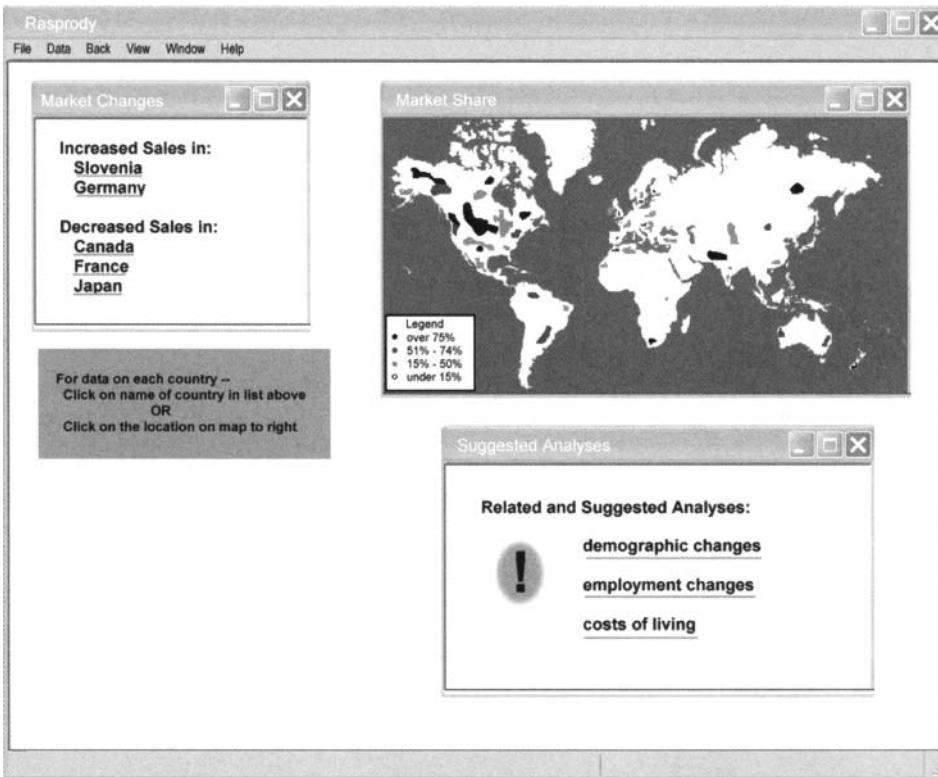 Rasprody
File Data Back View Window Help
Market Changes
Increased Sales in:
Slovenia
Germany
Decreased Sales in:
Canada
France
Japan
For data on each country --
Click on name of country in list above
OR
Click on the location on map to right
Market Share
Legend
over 75%
51% - 74%
15% - 50%
under 15%
Suggested Analyses
Related and Suggested Analyses:
!
demographic changes
employment changes
costs of living